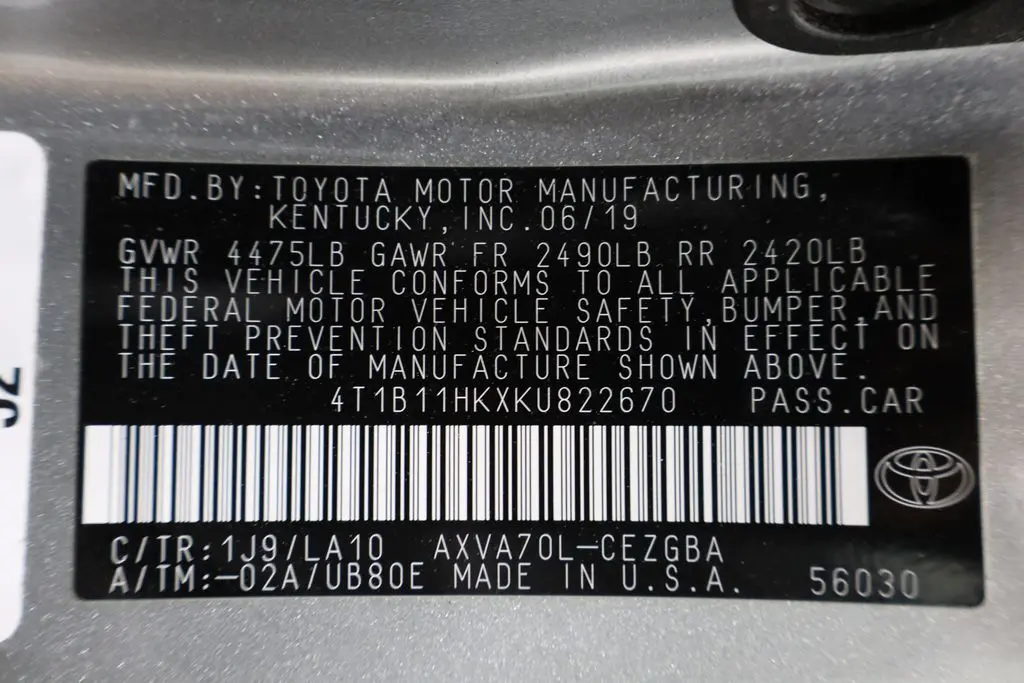 MFD.BY:TOYOTA MOTOR MANUFACTURING,
KENTUCKY,INC.06/19
GVWR 4475LB GAWR FR 2490LB RR 2420LB
THIS VEHICLE CONFORMS TO ALL APPLICABLE
FEDERAL MOTOR VEHICLE SAFETY,BUMPER,AND
THEFT PREVENTION STANDARDS IN EFFECT ON
THE DATE OF MANUFACTURE SHOWN ABOVE.
4T1B11HKXKU822670 PASS.CAR
C/TR:1J9/LA10 AXVA70L-CEZGBA
A/TM:-02A/UB80E MADE IN U.S.A. 56030